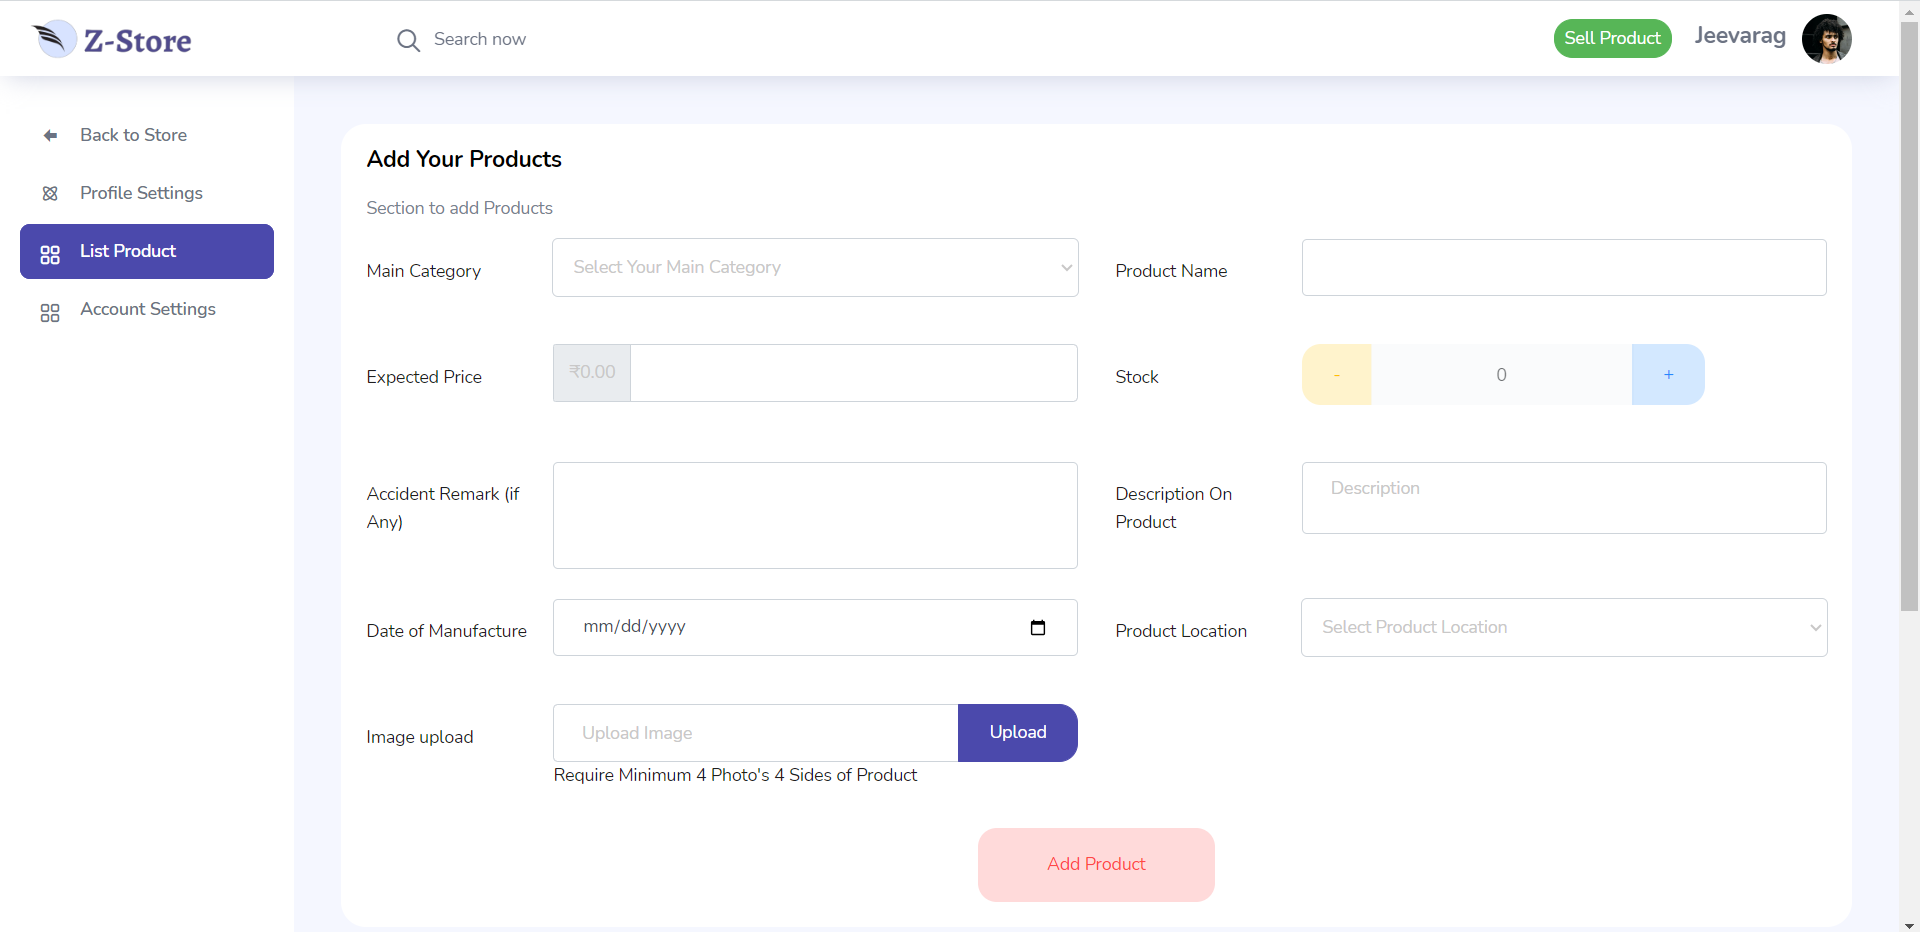 Z-Store
Search now
Sell Product
Jeevarag
Back to Store
Profile Settings
List Product
Account Settings
Add Your Products
Section to add Products
Main Category
Select Your Main Category
Product Name
Expected Price
₹0.00
Stock
-
0
+
Accident Remark (if
Any)
Description On
Product
Description
Date of Manufacture
mm/dd/yyyy
Product Location
Select Product Location
Image upload
Upload Image
Upload
Require Minimum 4 Photo's 4 Sides of Product
Add Product